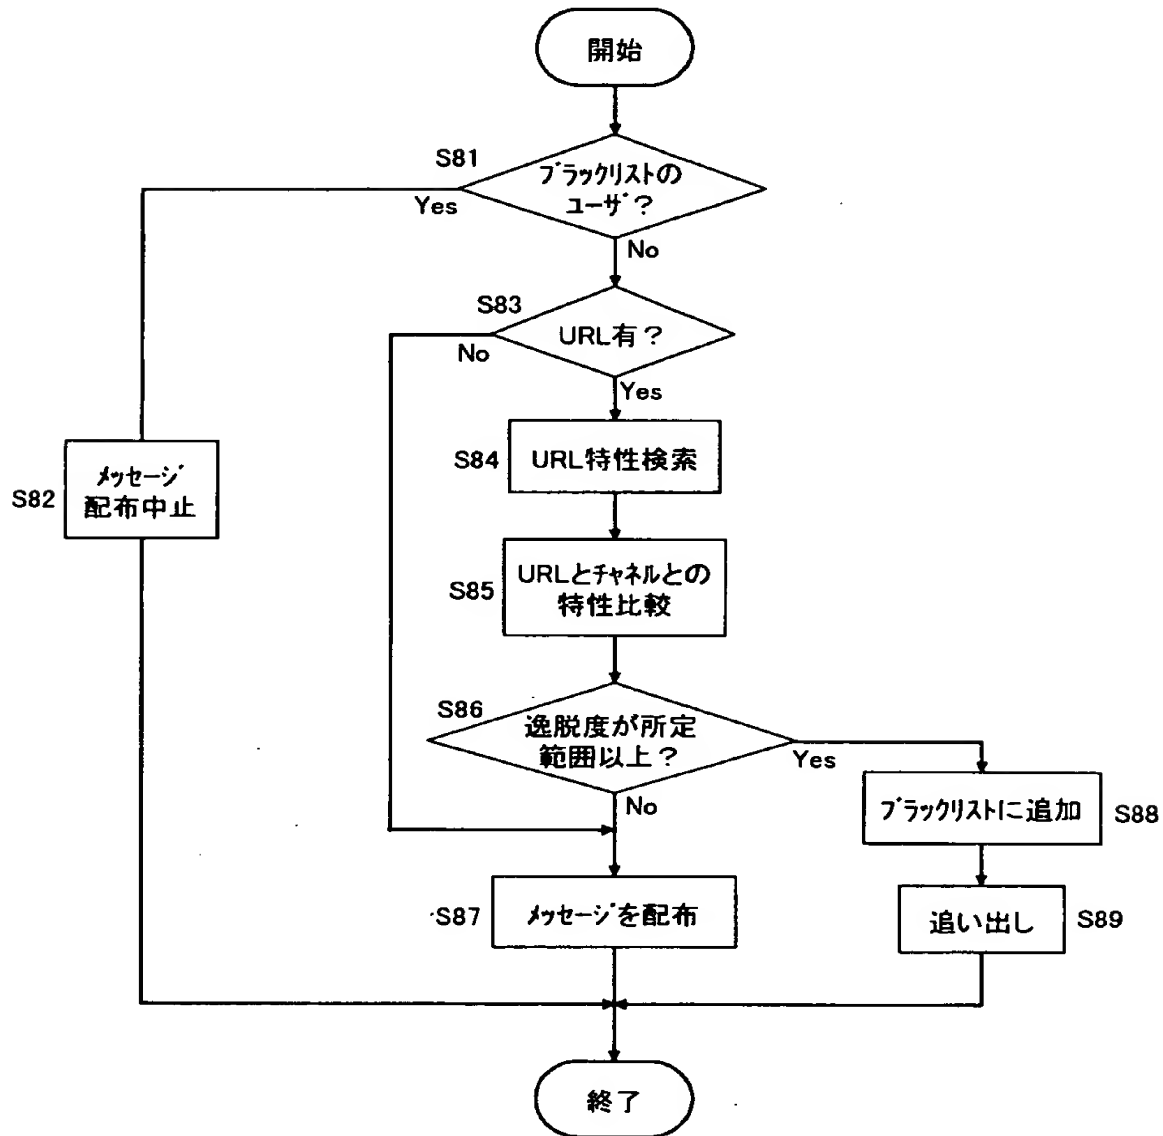 開始
S81
ブラックリストの
ユーザ?
Yes
No
S83
URL有?
No
Yes
S84
URL特性検索
S82
メッセージ
配布中止
S85
URLとチャネルとの
特性比較
S86
逸脱度が所定
範囲以上?
Yes
No
ブラックリストに追加
S88
S87
メッセージを配布
追い出し
S89
終了